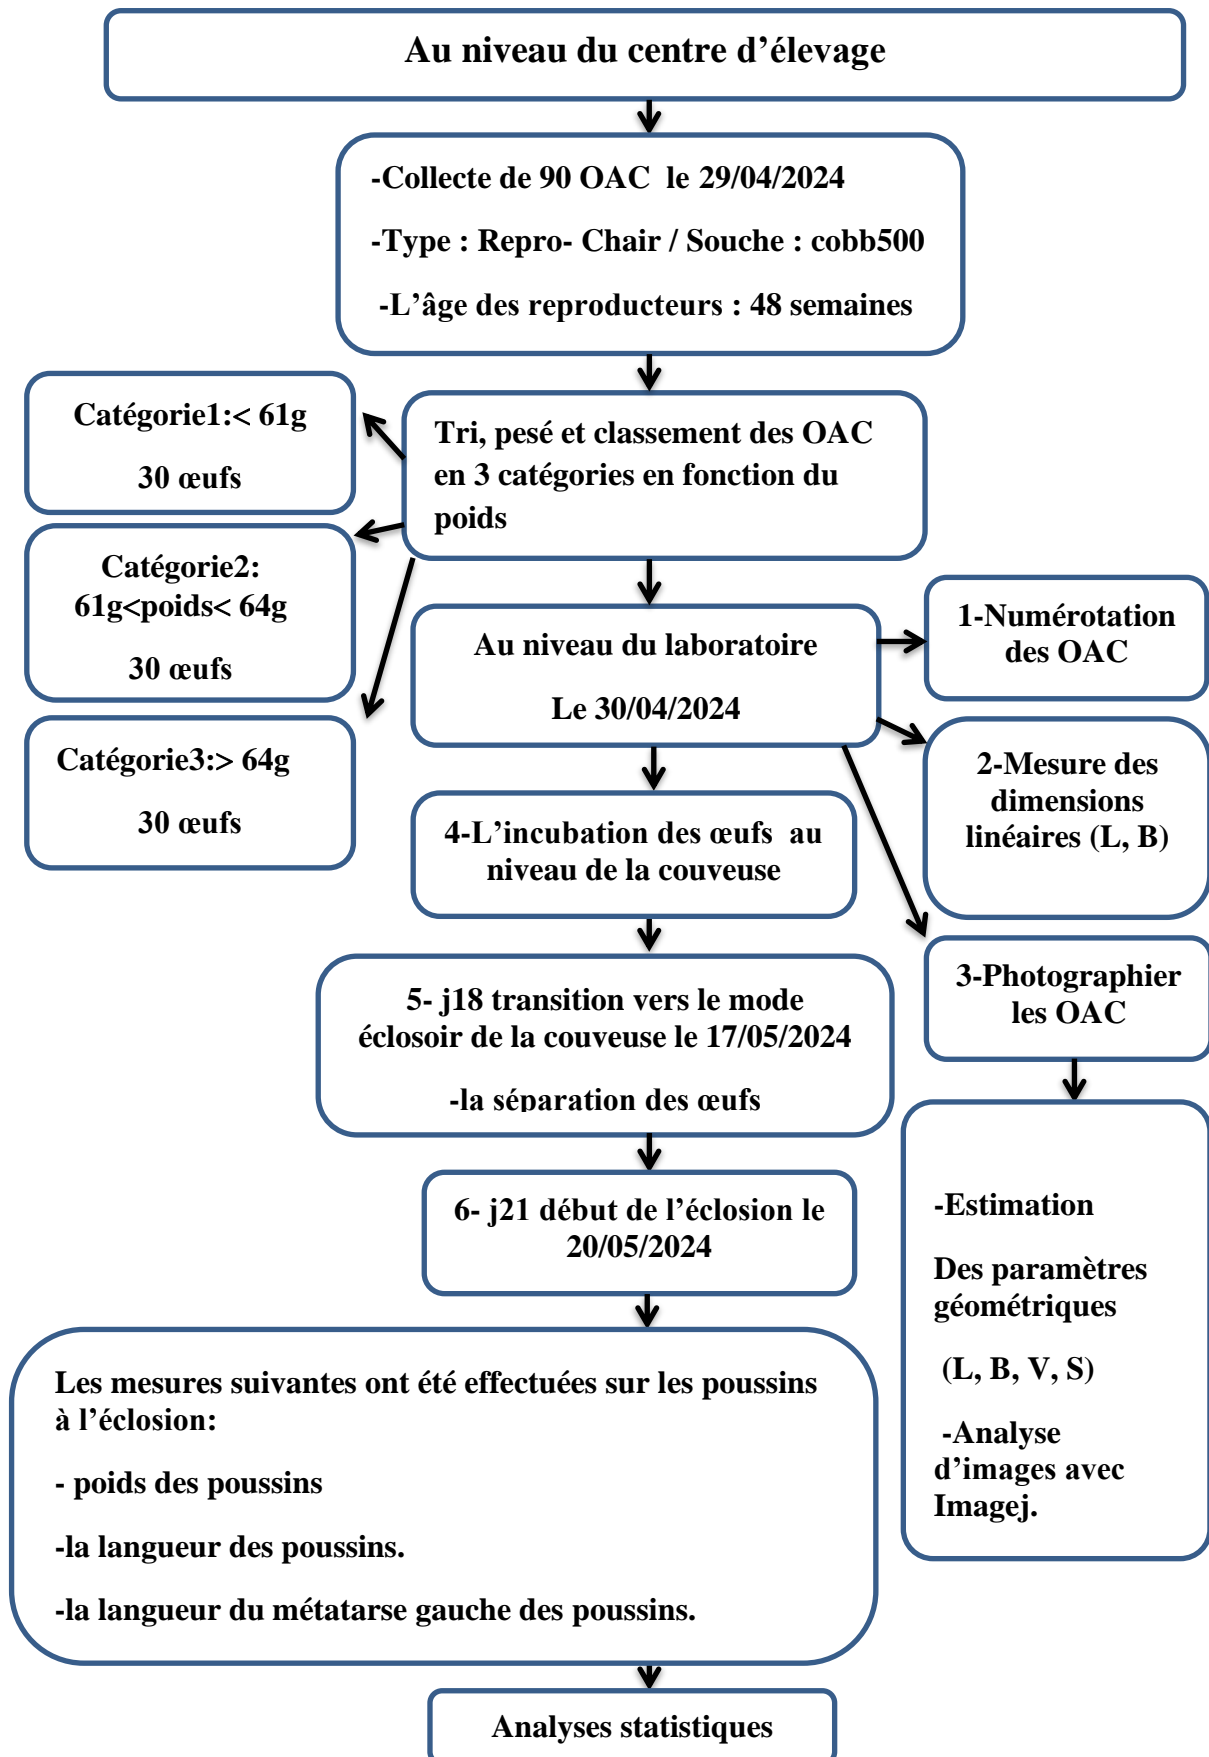 Au niveau du centre d’élevage
-Collecte de 90 OAC le 29/04/2024
-Type : Repro- Chair / Souche : cobb500
-L’âge des reproducteurs : 48 semaines
Tri, pesé et classement des OAC
en 3 catégories en fonction du
poids
Catégorie1:< 61g
30 œufs
Catégorie2:
61g<poids< 64g
30 œufs
Catégorie3:> 64g
30 œufs
Au niveau du laboratoire
Le 30/04/2024
1-Numérotation
des OAC
2-Mesure des
dimensions
linéaires (L, B)
3-Photographier
les OAC
-Estimation
Des paramètres
géométriques
(L, B, V, S)
-Analyse
d’images avec
Imagej.
4-L’incubation des œufs au
niveau de la couveuse
5- j18 transition vers le mode
éclosoir de la couveuse le 17/05/2024
-la séparation des œufs
6- j21 début de l’éclosion le
20/05/2024
Les mesures suivantes ont été effectuées sur les poussins
à l’éclosion:
- poids des poussins
-la langueur des poussins.
-la langueur du métatarse gauche des poussins.
Analyses statistiques